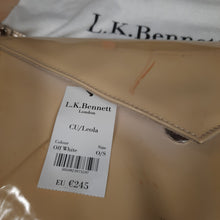 L.K.Bennett
L.K.Bennett
London
CU/Leola
Colour
Size
Off White
O/S
EU €245